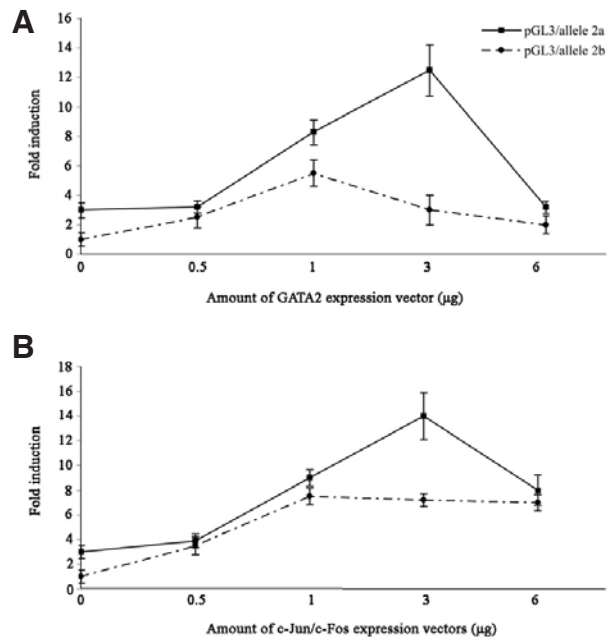 A
16
14
12
10
8
6
4
2
0
Fold induction
pGL3/allele 2a
pGL3/allele 2b
0 0.5 1 3 6
Amount of GATA2 expression vector (μg)
B
18
16
14
12
10
8
6
4
2
0
Fold induction
0 0.5 1 3 6
Amount of c-Jun/c-Fos expression vectors (μg)